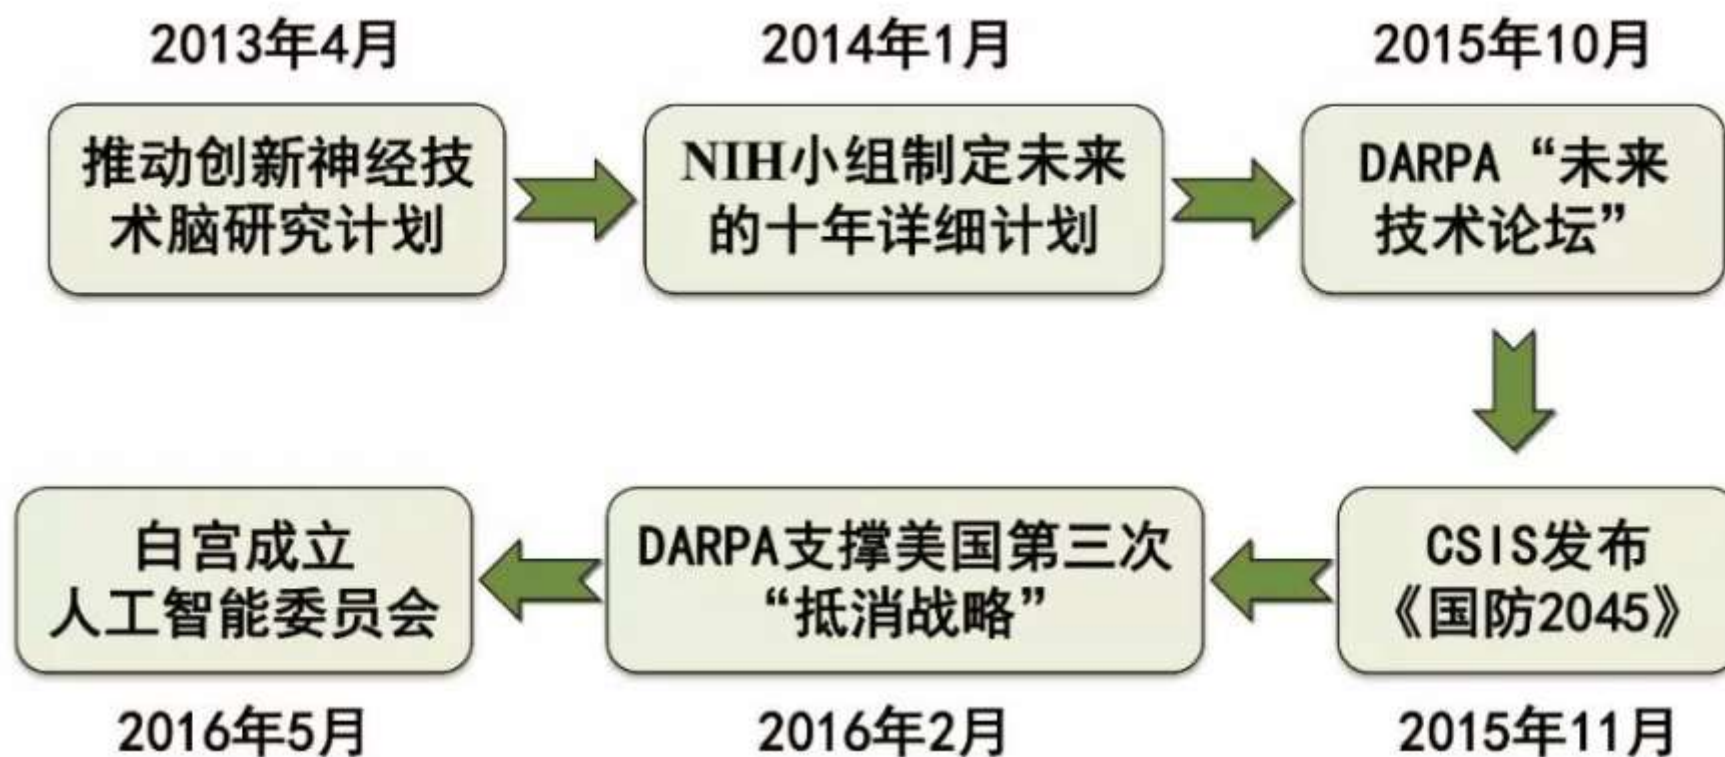 2013年4月
推动创新神经技
术脑研究计划
2014年1月
NIH小组制定未来
的十年详细计划
2015年10月
DARPA“未来
技术论坛”
CSIS发布
《国防2045》
2015年11月
DARPA支撑美国第三次
“抵消战略”
2016年2月
白宫成立
人工智能委员会
2016年5月